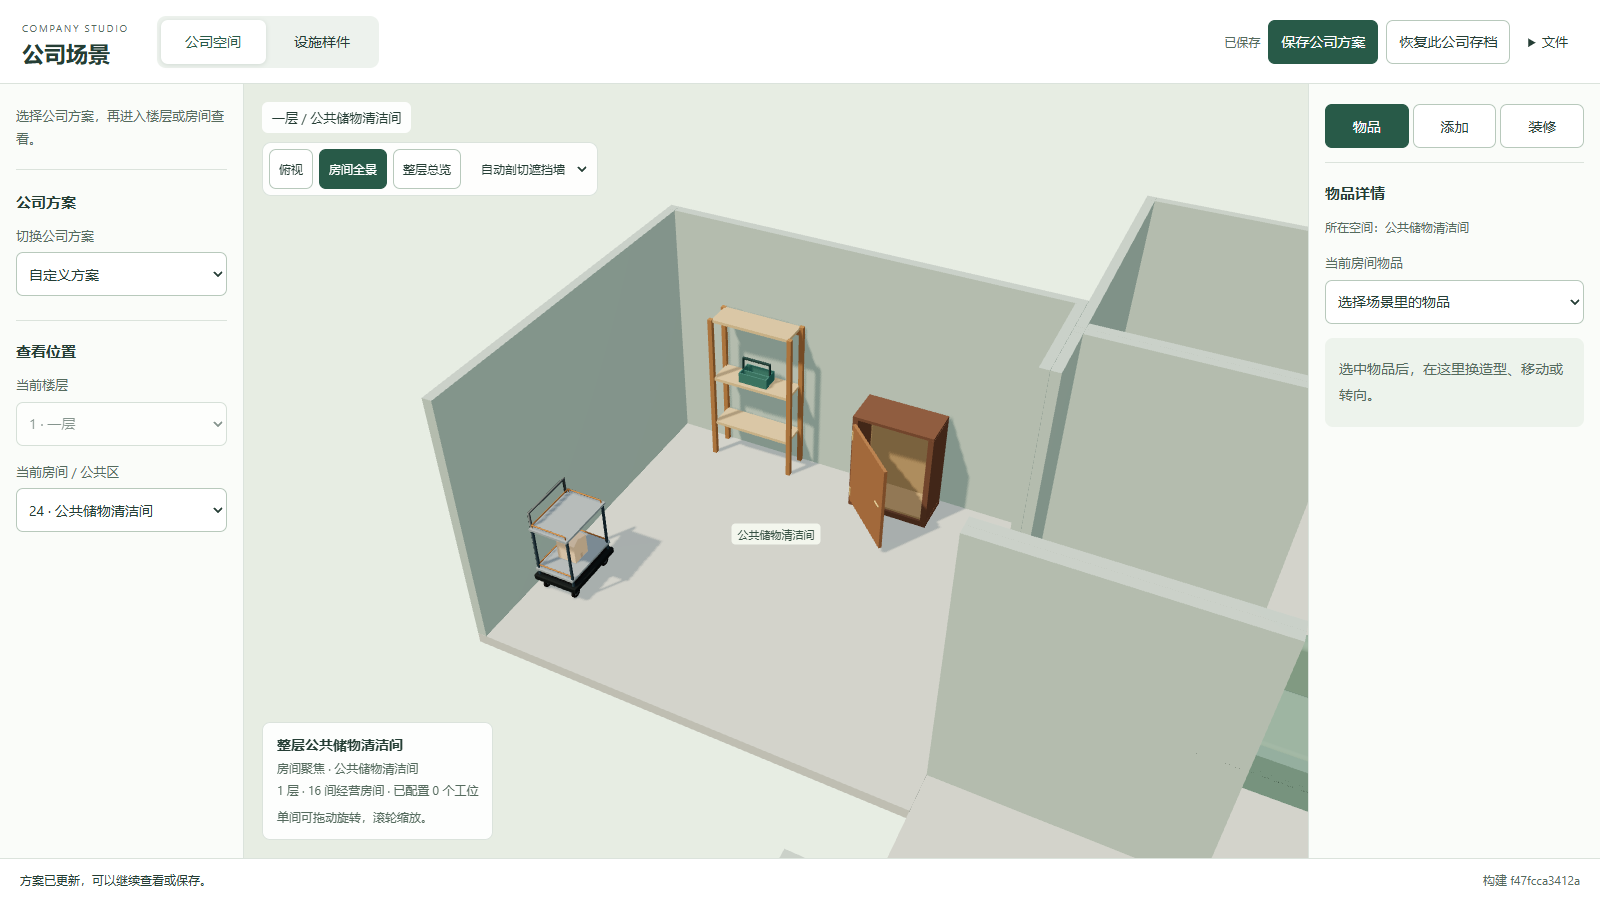 COMPANY STUDIO
公司场景
公司空间
设施样件
已保存
保存公司方案
恢复此公司存档
▶ 文件
选择公司方案，再进入楼层或房间查
看。
公司方案
切换公司方案
自定义方案
查看位置
当前楼层
1 · 一层
当前房间 / 公共区
24 · 公共储物清洁间
一层 / 公共储物清洁间
俯视
房间全景
整层总览
自动剖切遮挡墙
公共储物清洁间
整层公共储物清洁间
房间聚焦 · 公共储物清洁间
1 层 · 16 间经营房间 · 已配置 0 个工位
单间可拖动旋转，滚轮缩放。
物品
添加
装修
物品详情
所在空间：公共储物清洁间
当前房间物品
选择场景里的物品
选中物品后，在这里换造型、移动或
转向。
方案已更新，可以继续查看或保存。
构建 f47fcca3412a